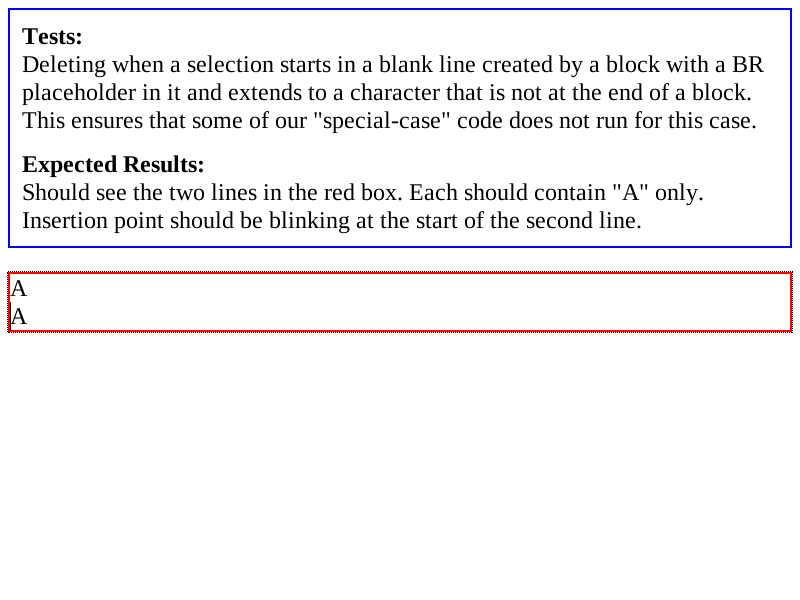 Tests:
Deleting when a selection starts in a blank line created by a block with a BR
placeholder in it and extends to a character that is not at the end of a block.
This ensures that some of our "special-case" code does not run for this case.
Expected Results:
Should see the two lines in the red box. Each should contain "A" only.
Insertion point should be blinking at the start of the second line.
A
A